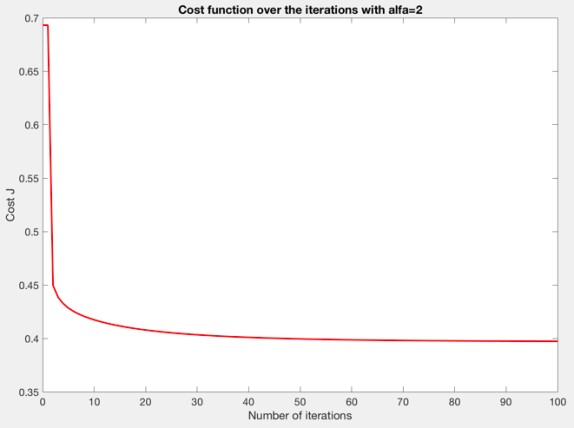 Cost function over the iterations with alfa=2
0.7
0.65
0.6
0.55
0.5
0.45
0.4
0.35
Cost J
0 10 20 30 40 50 60 70 80 90 100
Number of iterations